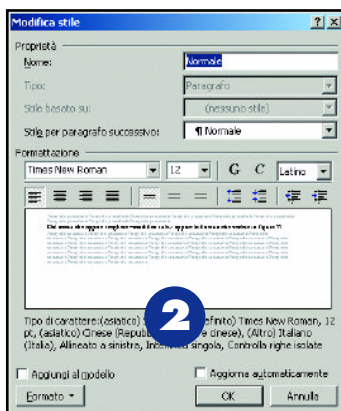 Modifica stile
Proprietà
Nome:
Normale
Tipo:
Paragrafo
Stile basato su:
(nessuno stile)
Stile per paragrafo successivo:
¶ Normale
Formattazione
Times New Roman
12
G C
Latino
Tipo di carattere:(asiatico) efinito) Times New Roman, 12
pt, (asiatico) Cinese (Repubb cinese), (Altro) Italiano
(Italia), Allineato a sinistra, Inte singola, Controlla righe isolate
2
Aggiungi al modello
Aggiorna automaticamente
Formato
OK
Annulla